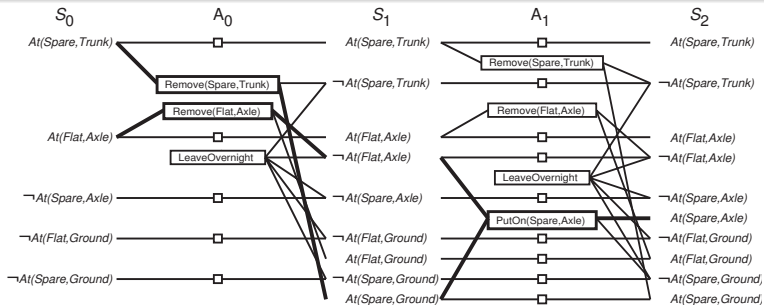 S0 A0 S1 A1 S2
At(Spare,Trunk) At(Spare,Trunk) At(Spare,Trunk)
Remove(Spare,Trunk)
Remove(Spare,Trunk) ¬At(Spare,Trunk) ¬At(Spare,Trunk)
Remove(Flat,Axle) Remove(Flat,Axle)
At(Flat,Axle) At(Flat,Axle) At(Flat,Axle)
LeaveOvernight ¬At(Flat,Axle) ¬At(Flat,Axle)
LeaveOvernight
¬At(Spare,Axle) ¬At(Spare,Axle) ¬At(Spare,Axle)
PutOn(Spare,Axle) At(Spare,Axle)
¬At(Flat,Ground) ¬At(Flat,Ground) ¬At(Flat,Ground)
At(Flat,Ground) At(Flat,Ground)
¬At(Spare,Ground) ¬At(Spare,Ground) ¬At(Spare,Ground)
At(Spare,Ground) At(Spare,Ground)